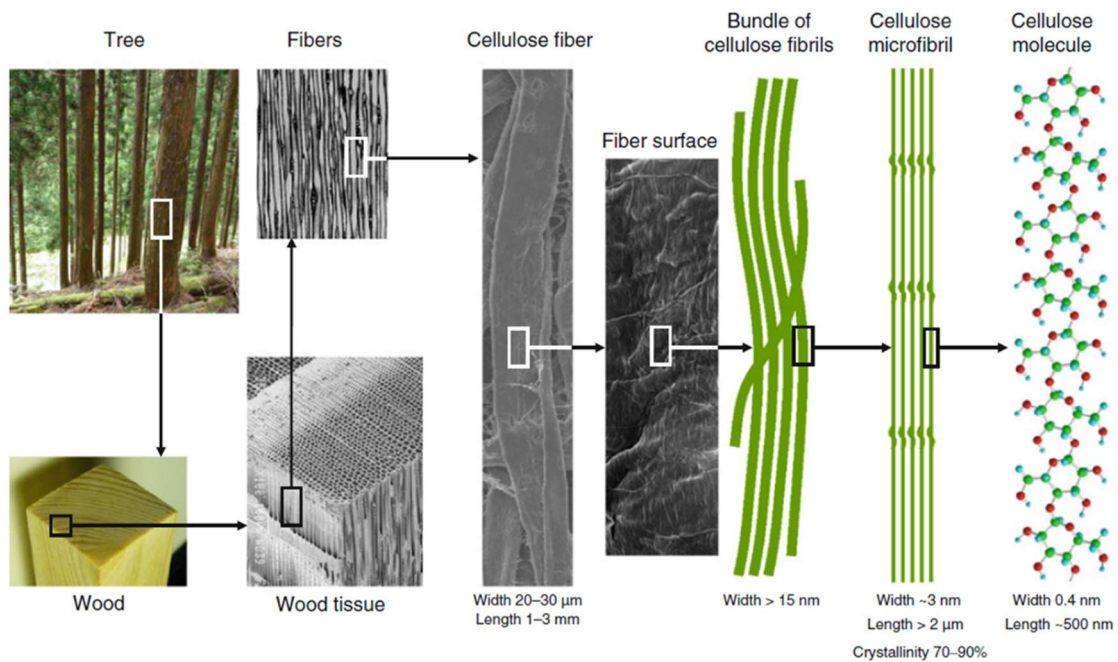 Tree
Fibers
Cellulose fiber
Bundle of
cellulose fibrils
Cellulose
microfibril
Cellulose
molecule
Fiber surface
Wood
Wood tissue
Width 20–30 µm
Length 1–3 mm
Width > 15 nm
Width ~3 nm
Length > 2 µm
Crystallinity 70–90%
Width 0.4 nm
Length ~500 nm